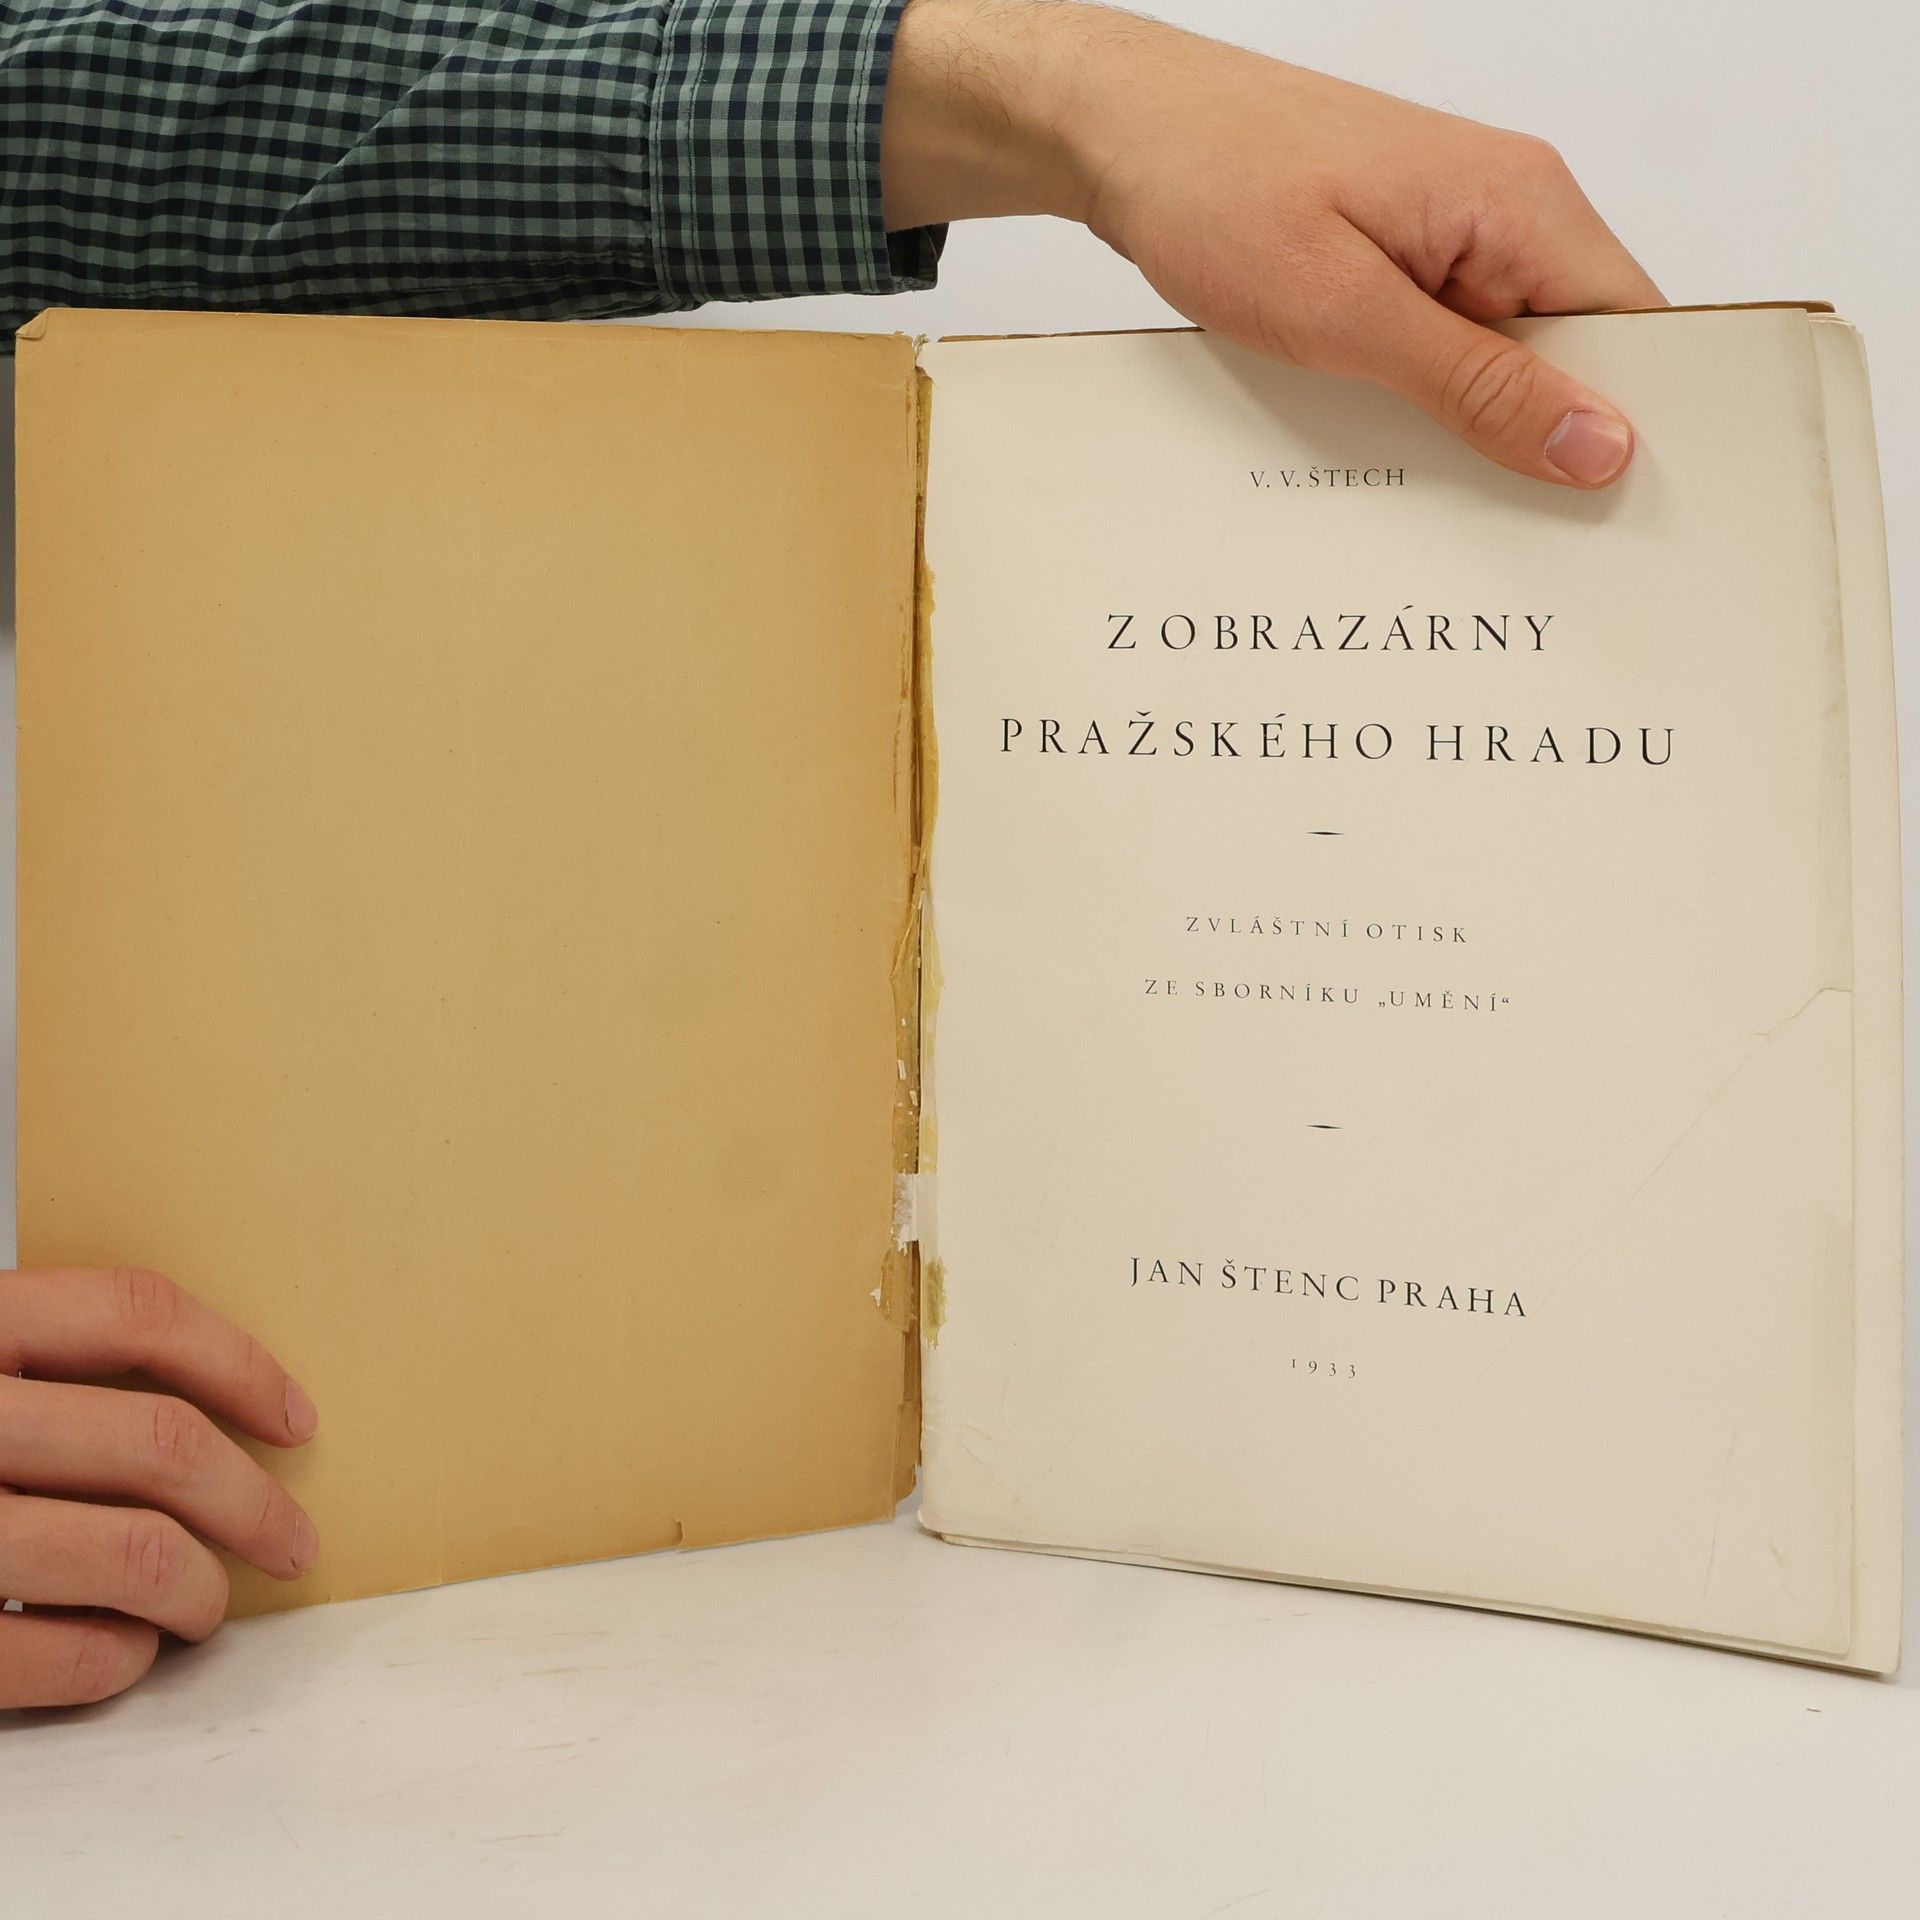 V. V. ŠTECH
Z OBRAZÁRNY
PRAŽSKÉHO HRADU
ZVLÁŠTNÍ OTISK
ZE SBORNÍKU „UMĚNÍ“
JAN ŠTENC PRAHA
1933